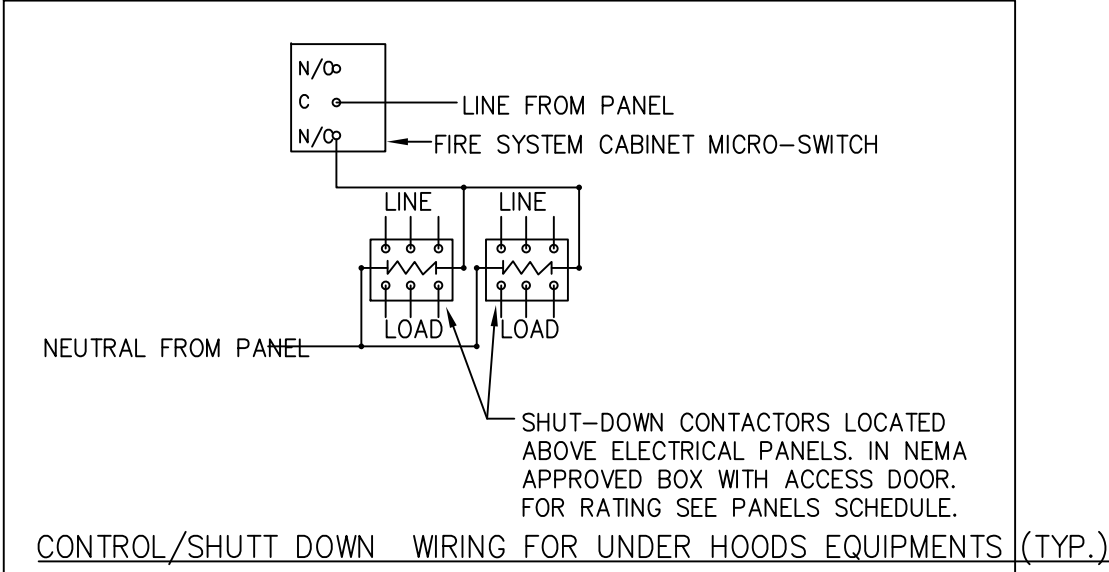 N/O
C
N/O
LINE FROM PANEL
FIRE SYSTEM CABINET MICRO-SWITCH
LINE
LINE
LOAD
LOAD
NEUTRAL FROM PANEL
SHUT-DOWN CONTACTORS LOCATED
ABOVE ELECTRICAL PANELS. IN NEMA
APPROVED BOX WITH ACCESS DOOR.
FOR RATING SEE PANELS SCHEDULE.
CONTROL/SHUTT DOWN WIRING FOR UNDER HOODS EQUIPMENTS (TYP.)